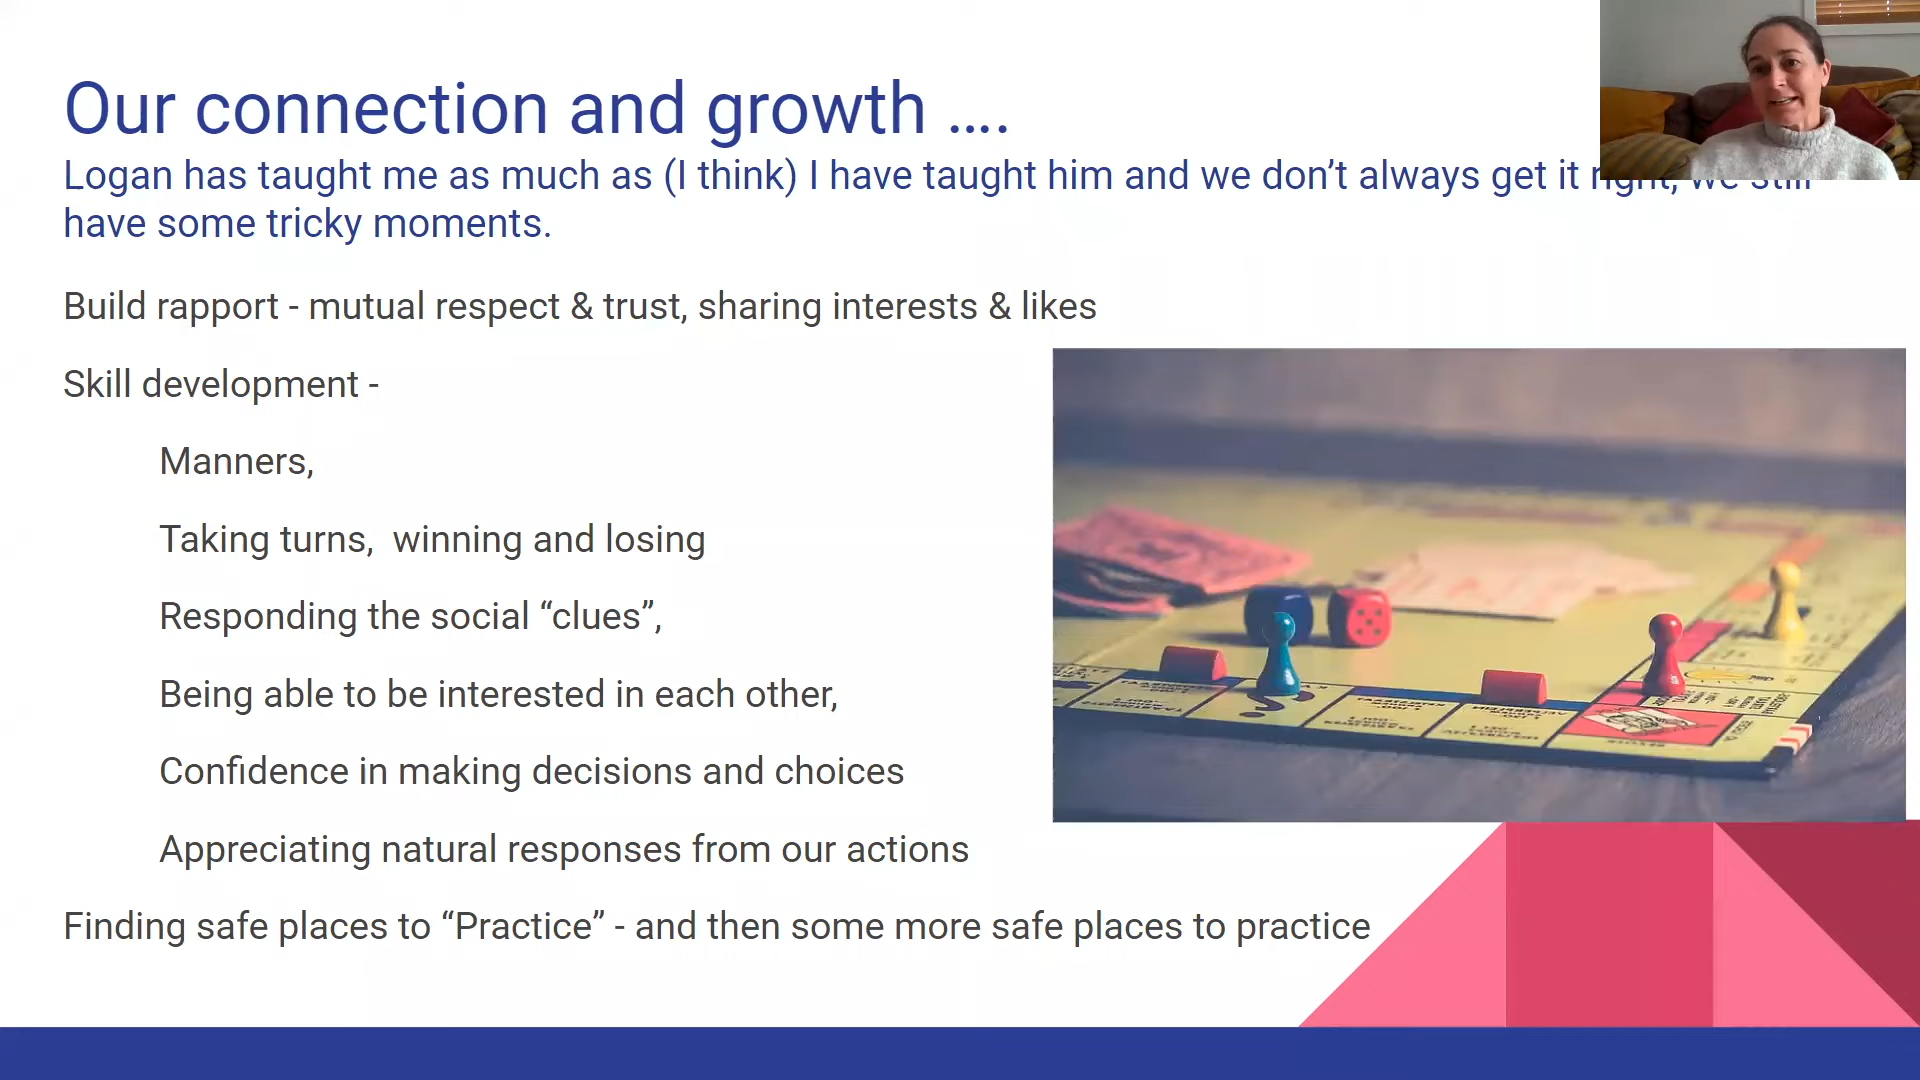 Our connection and growth ....
Logan has taught me as much as (I think) I have taught him and we don’t always get it right, we still
have some tricky moments.
Build rapport - mutual respect & trust, sharing interests & likes
Skill development -
Manners,
Taking turns,  winning and losing
Responding the social “clues”,
Being able to be interested in each other,
Confidence in making decisions and choices
Appreciating natural responses from our actions
Finding safe places to “Practice” - and then some more safe places to practice